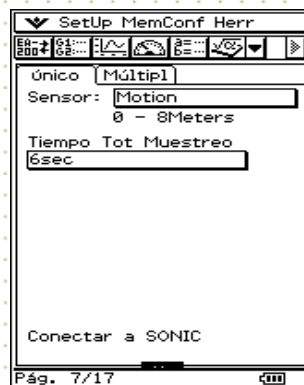 SetUp MemConf Herr
único Múltipl
Sensor: Motion
0 - 8Meters
Tiempo Tot Muestreo
6sec
Conectar a SONIC
Pág. 7/17